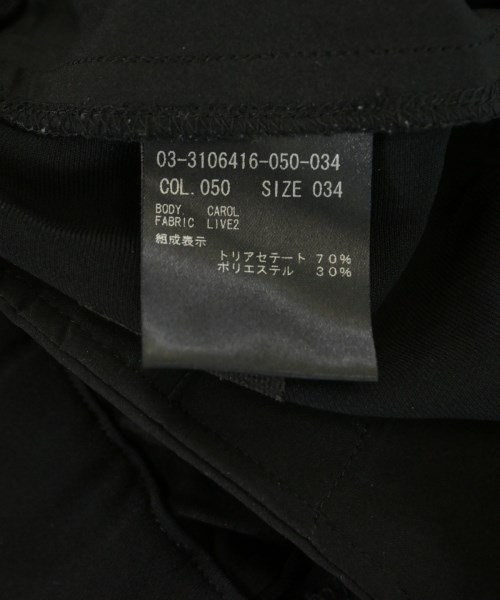 03-3106416-050-034
COL.050 SIZE 034
BODY CAROL
FABRIC LIVE2
組成表示
トリアセテート 70%
ポリエステル 30%